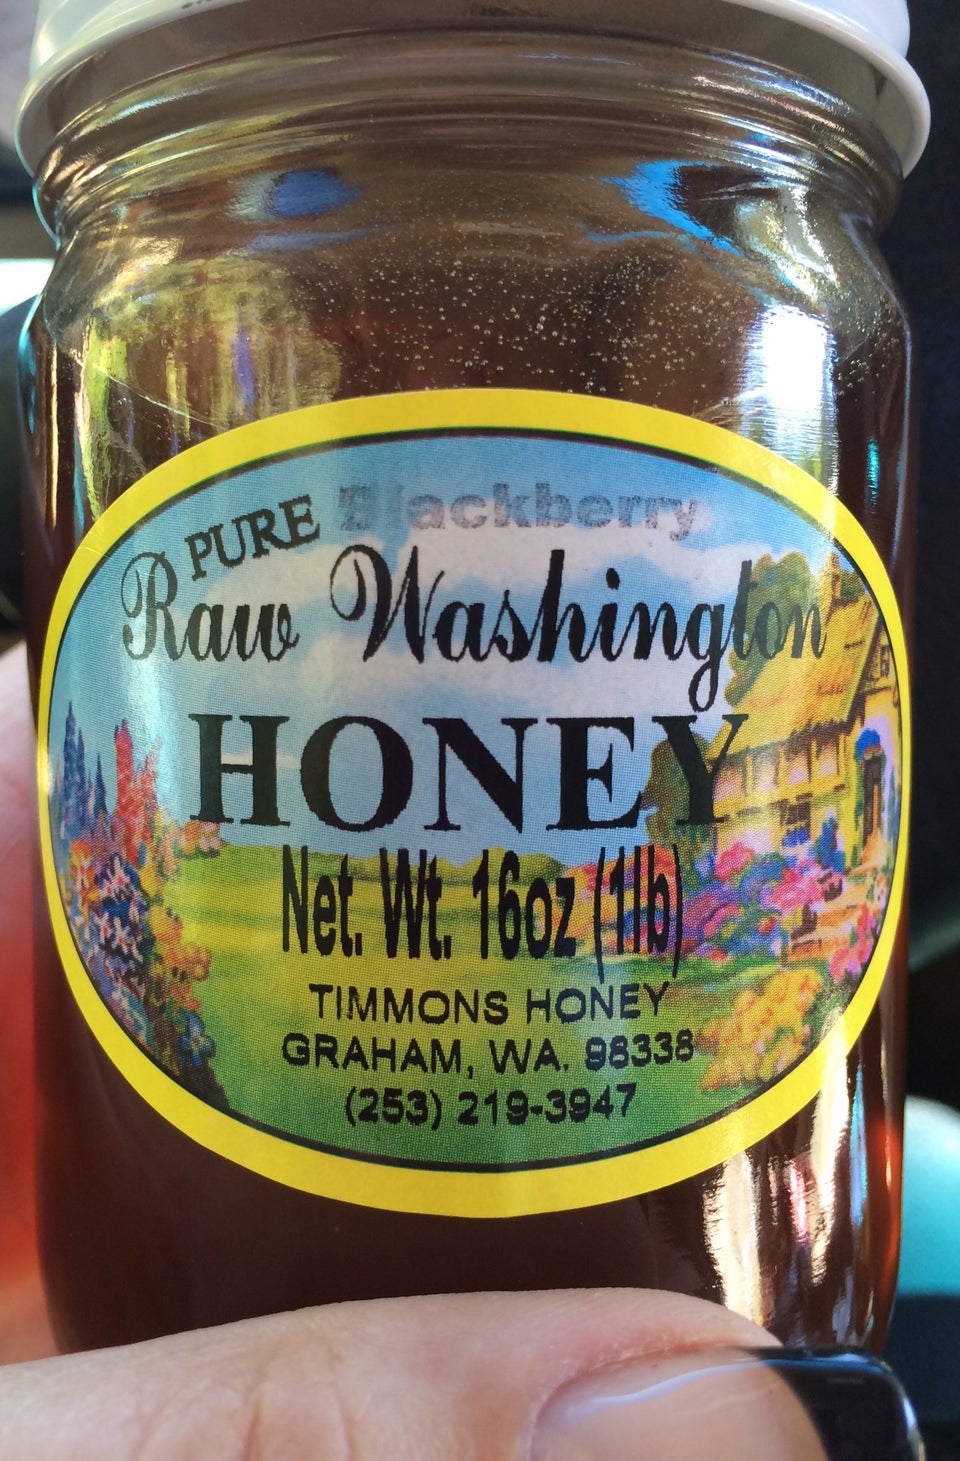 PURE Blackberry
Raw Washington
HONEY
Net. Wt. 16oz (1lb)
TIMMONS HONEY
GRAHAM, WA. 98338
(253) 219-3947